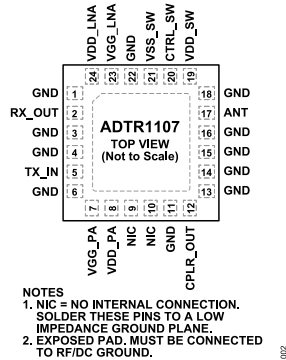 VDD_LNA
VGG_LNA
GND
VSS_SW
CTRL_SW
VDD_SW
24
23
22
21
20
19
GND 1
RX_OUT 2
GND 3
GND 4
TX_IN 5
GND 6
ADTR1107
TOP VIEW
(Not to Scale)
18 GND
17 ANT
16 GND
15 GND
14 GND
13 GND
7
8
9
10
11
12
VGG_PA
VDD_PA
NIC
NIC
GND
CPLR_OUT
NOTES
1. NIC = NO INTERNAL CONNECTION.
SOLDER THESE PINS TO A LOW
IMPEDANCE GROUND PLANE.
2. EXPOSED PAD. MUST BE CONNECTED
TO RF/DC GROUND.
002